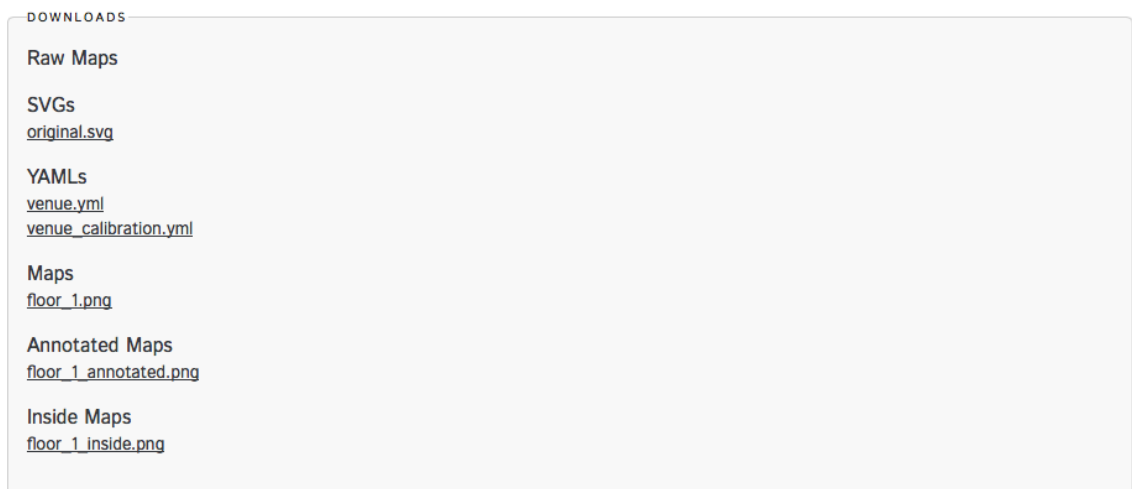 DOWNLOADS
Raw Maps
SVGs
original.svg
YAMLs
venue.yml
venue_calibration.yml
Maps
floor_1.png
Annotated Maps
floor_1_annotated.png
Inside Maps
floor_1_inside.png